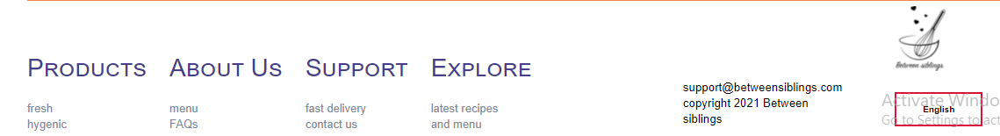 PRODUCTS
fresh
hygenic
ABOUT US
menu
FAQs
SUPPORT
fast delivery
contact us
EXPLORE
latest recipes
and menu
support@betweensiblings.com
copyright 2021 Between
siblings
Between siblings
English
Activate Windo
Go to Settings to act